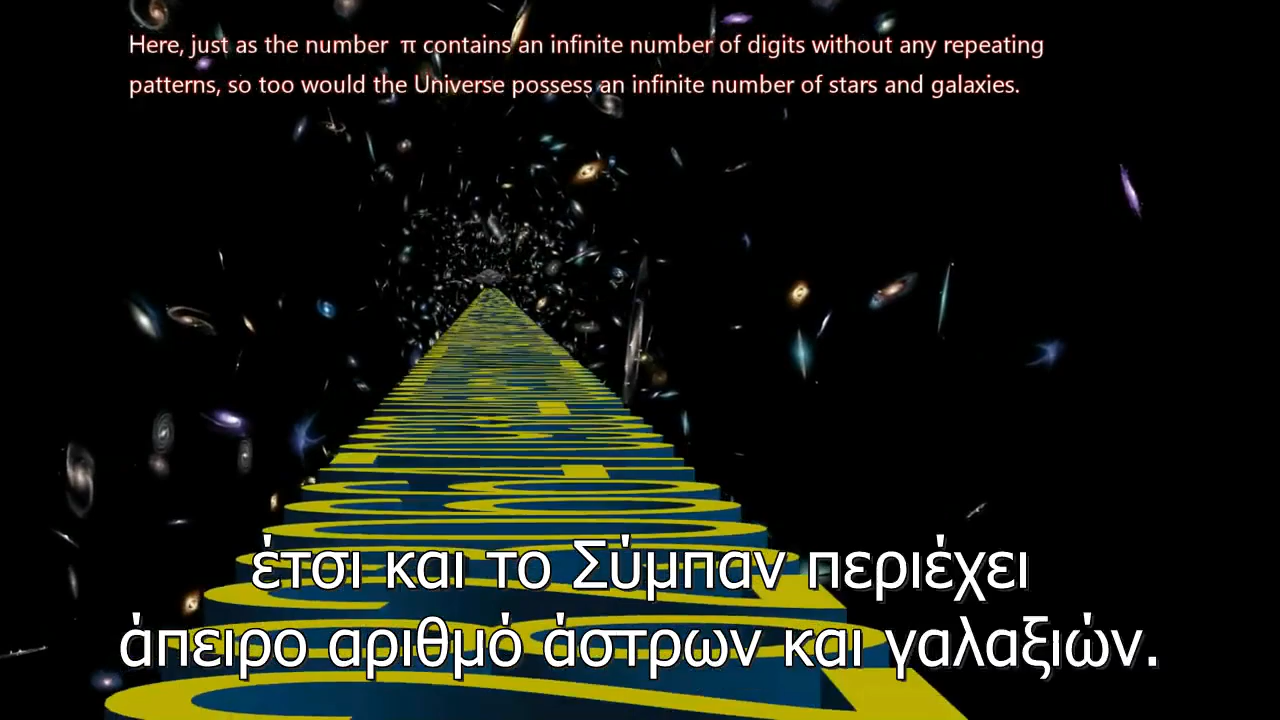 Here, just as the number π contains an infinite number of digits without any repeating
patterns, so too would the Universe possess an infinite number of stars and galaxies.
έτσι και το Σύμπαν περιέχει
άπειρο αριθμό άστρων και γαλαξιών.